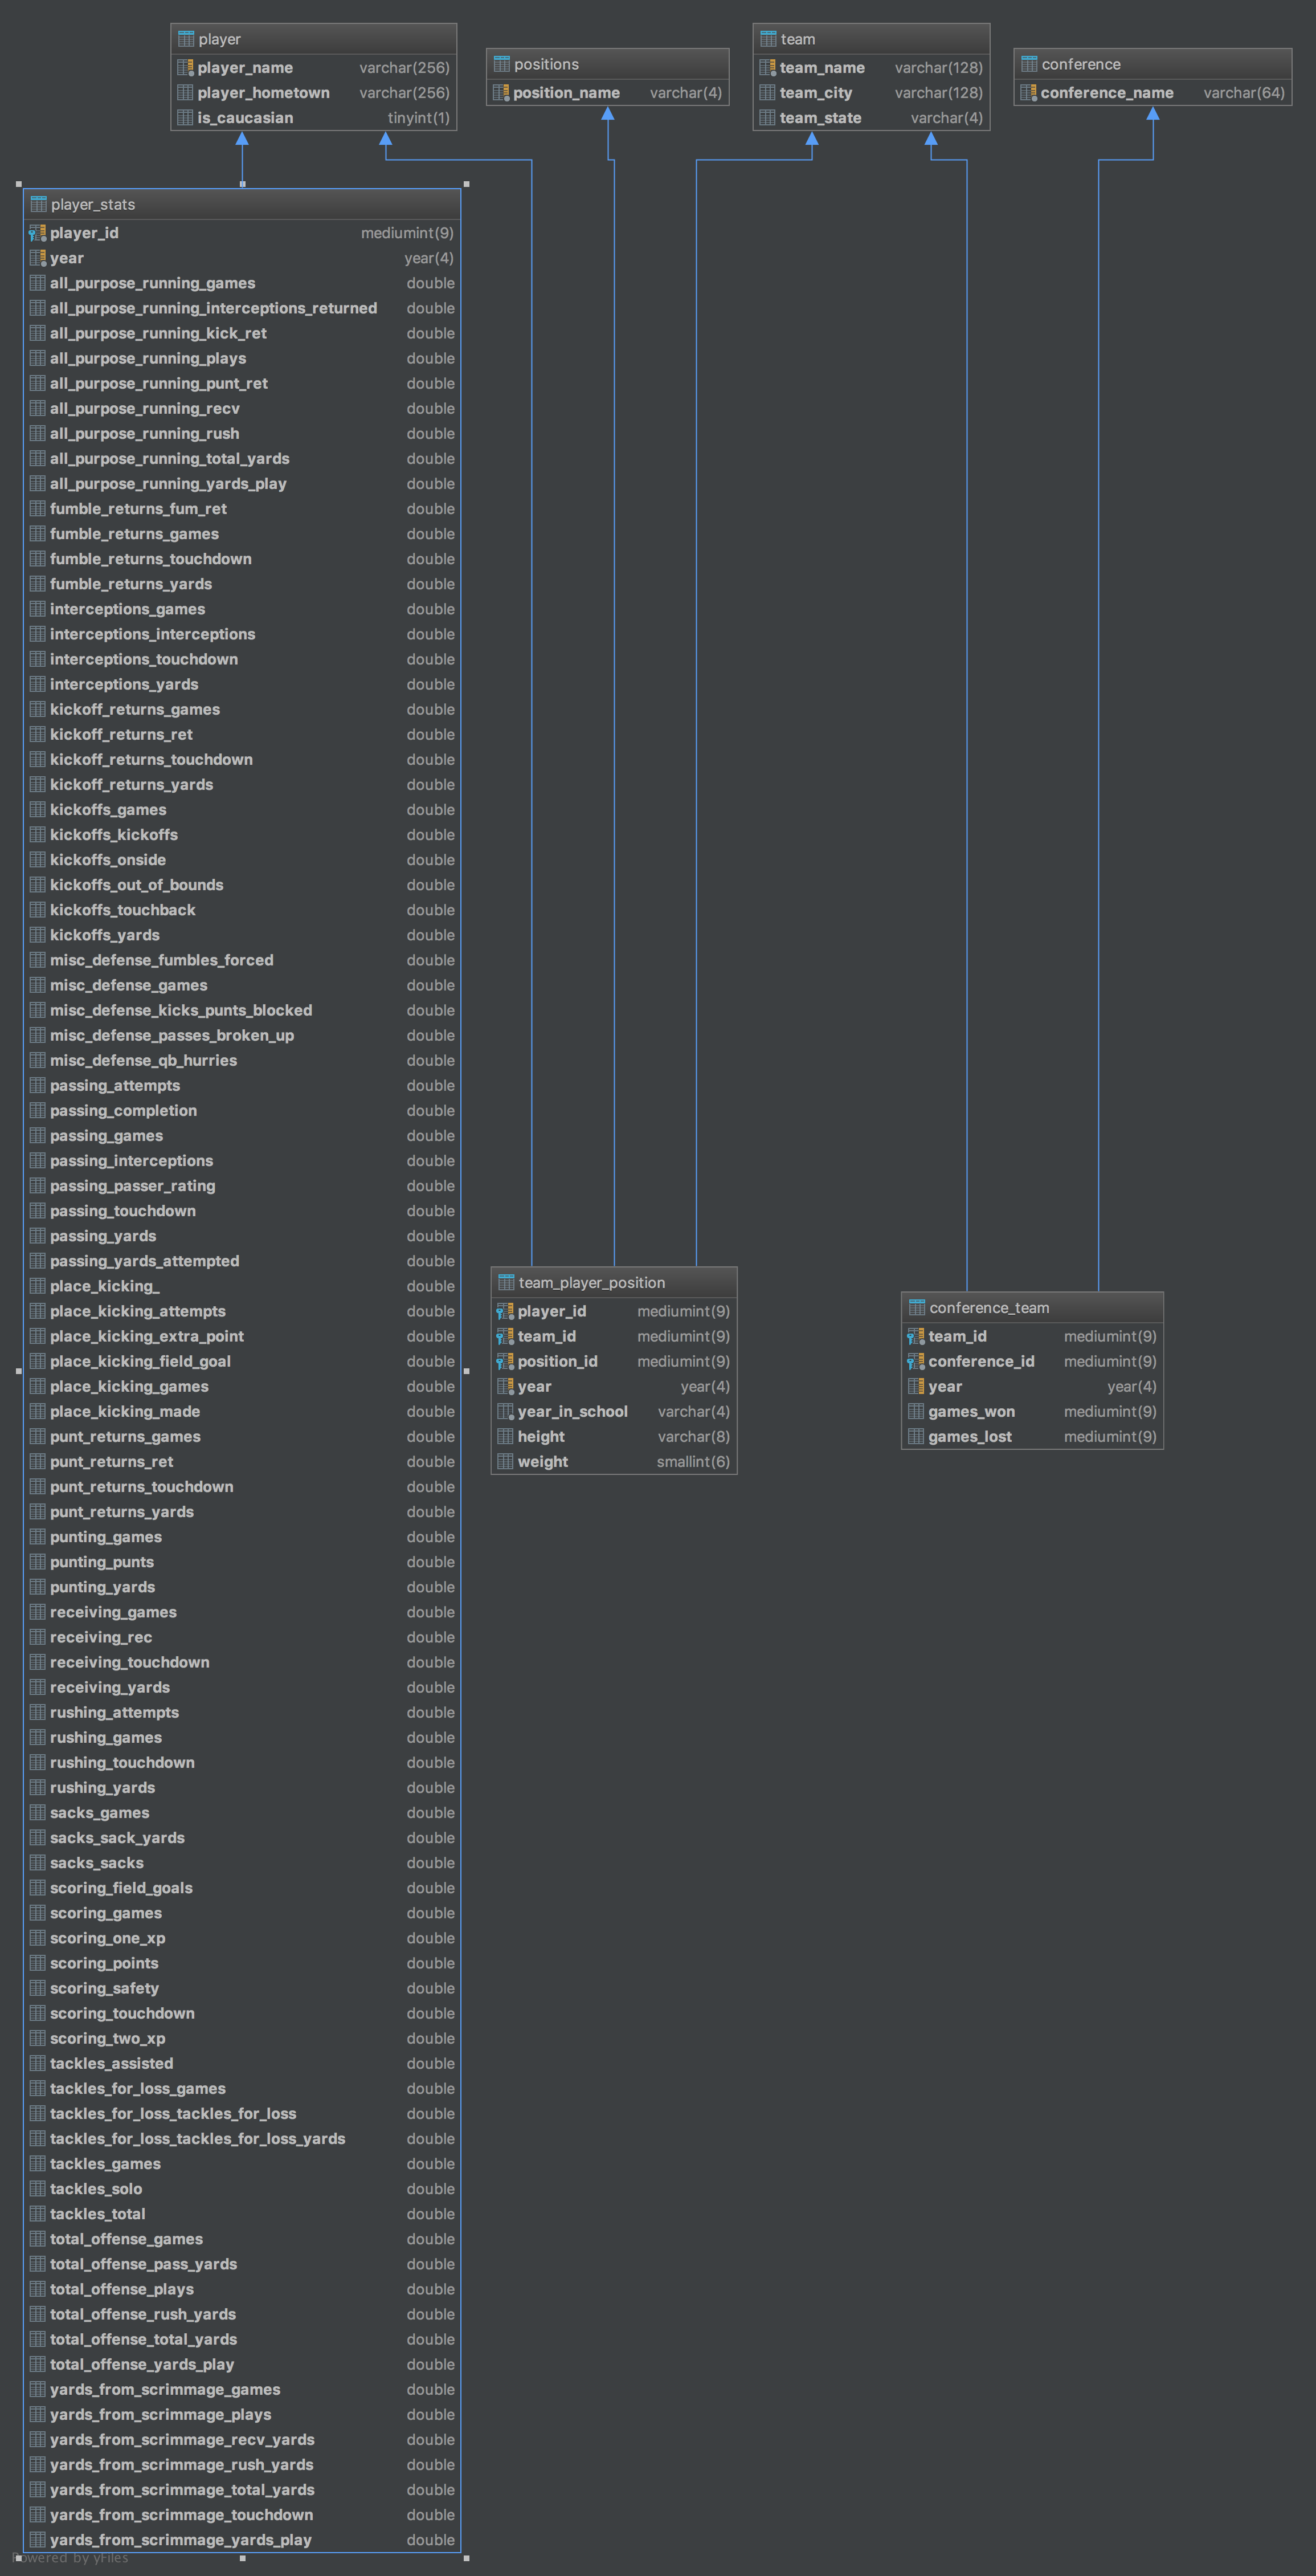 player
player_name varchar(256)
player_hometown varchar(256)
is_caucasian tinyint(1)
positions
position_name varchar(4)
team
team_name varchar(128)
team_city varchar(128)
team_state varchar(4)
conference
conference_name varchar(64)
player_stats
player_id mediumint(9)
year year(4)
all_purpose_running_games double
all_purpose_running_interceptions_returned double
all_purpose_running_kick_ret double
all_purpose_running_plays double
all_purpose_running_punt_ret double
all_purpose_running_recv double
all_purpose_running_rush double
all_purpose_running_total_yards double
all_purpose_running_yards_play double
fumble_returns_fum_ret double
fumble_returns_games double
fumble_returns_touchdown double
fumble_returns_yards double
interceptions_games double
interceptions_interceptions double
interceptions_touchdown double
interceptions_yards double
kickoff_returns_games double
kickoff_returns_ret double
kickoff_returns_touchdown double
kickoff_returns_yards double
kickoffs_games double
kickoffs_kickoffs double
kickoffs_onside double
kickoffs_out_of_bounds double
kickoffs_touchback double
kickoffs_yards double
misc_defense_fumbles_forced double
misc_defense_games double
misc_defense_kicks_punts_blocked double
misc_defense_passes_broken_up double
misc_defense_qb_hurries double
passing_attempts double
passing_completion double
passing_games double
passing_interceptions double
passing_passer_rating double
passing_touchdown double
passing_yards double
passing_yards_attempted double
place_kicking_ double
place_kicking_attempts double
place_kicking_extra_point double
place_kicking_field_goal double
place_kicking_games double
place_kicking_made double
punt_returns_games double
punt_returns_ret double
punt_returns_touchdown double
punt_returns_yards double
punting_games double
punting_punts double
punting_yards double
receiving_games double
receiving_rec double
receiving_touchdown double
receiving_yards double
rushing_attempts double
rushing_games double
rushing_touchdown double
rushing_yards double
sacks_games double
sacks_sack_yards double
sacks_sacks double
scoring_field_goals double
scoring_games double
scoring_one_xp double
scoring_points double
scoring_safety double
scoring_touchdown double
scoring_two_xp double
tackles_assisted double
tackles_for_loss_games double
tackles_for_loss_tackles_for_loss double
tackles_for_loss_tackles_for_loss_yards double
tackles_games double
tackles_solo double
tackles_total double
total_offense_games double
total_offense_pass_yards double
total_offense_plays double
total_offense_rush_yards double
total_offense_total_yards double
total_offense_yards_play double
yards_from_scrimmage_games double
yards_from_scrimmage_plays double
yards_from_scrimmage_recv_yards double
yards_from_scrimmage_rush_yards double
yards_from_scrimmage_total_yards double
yards_from_scrimmage_touchdown double
yards_from_scrimmage_yards_play double
team_player_position
player_id mediumint(9)
team_id mediumint(9)
position_id mediumint(9)
year year(4)
year_in_school varchar(4)
height varchar(8)
weight smallint(6)
conference_team
team_id mediumint(9)
conference_id mediumint(9)
year year(4)
games_won mediumint(9)
games_lost mediumint(9)
Powered by yFiles